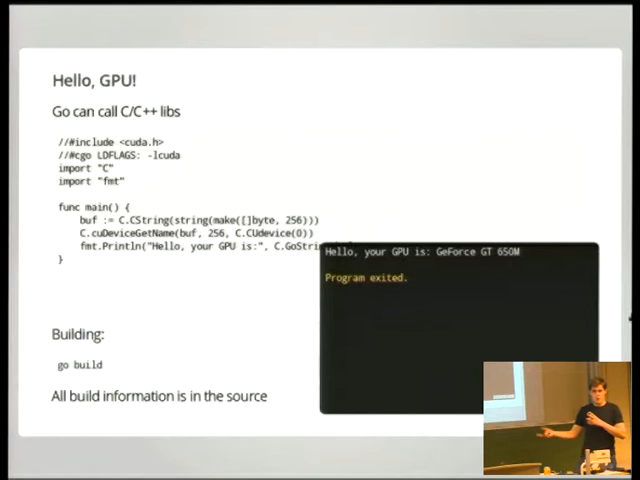 Hello, GPU!
Go can call C/C++ libs
//#include <cuda.h>
//#cgo LDFLAGS: -lcuda
import "C"
import "fmt"
func main() {
buf := C.CString(string(make([]byte, 256)))
C.cuDeviceGetName(buf, 256, C.CUdevice(0))
fmt.Println("Hello, your GPU is:", C.GoStrin
}
Hello, your GPU is: GeForce GT 650M
Program exited.
Building:
go build
All build information is in the source